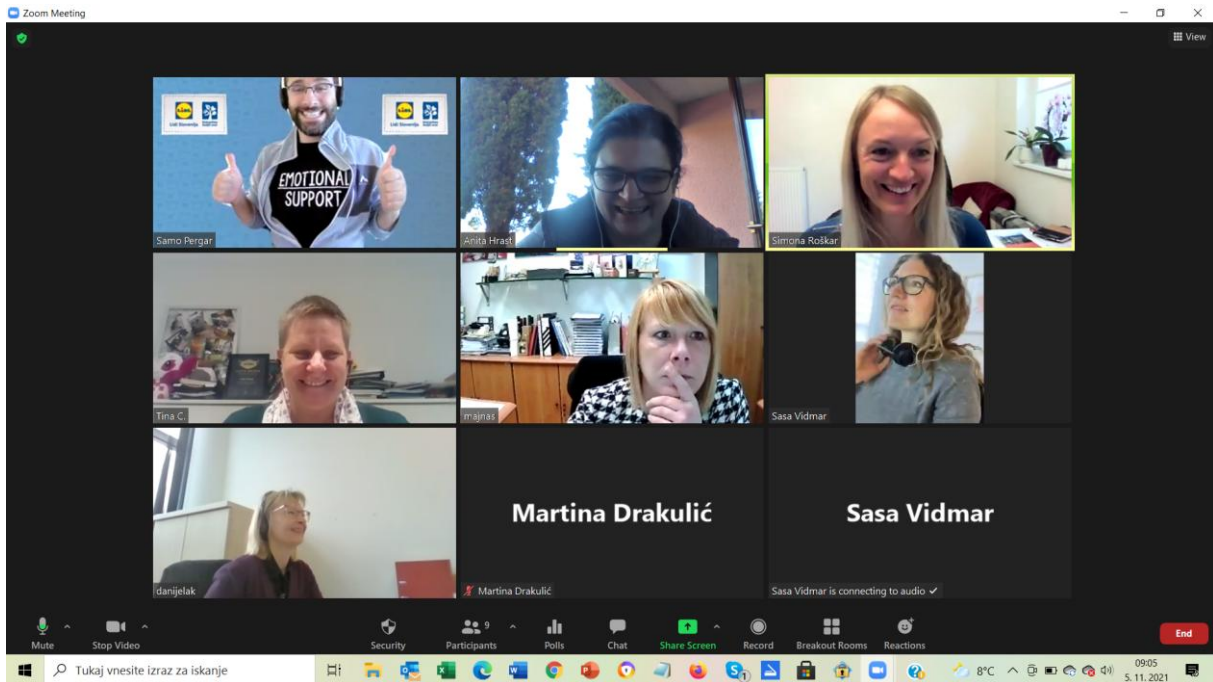 Zoom Meeting
View
Lidl Slovenija
EMOTIONAL
SUPPORT
Samo Pergar
Anita Hrast
Simona Roškar
Tina C.
majnas
Sasa Vidmar
danijelak
Martina Drakulić
Martina Drakulić
Sasa Vidmar
Sasa Vidmar is connecting to audio
Mute
Stop Video
Security
Participants
9
Polls
Chat
Share Screen
Record
Breakout Rooms
Reactions
End
Tukaj vnesite izraz za iskanje
8°C
09:05
5. 11. 2021